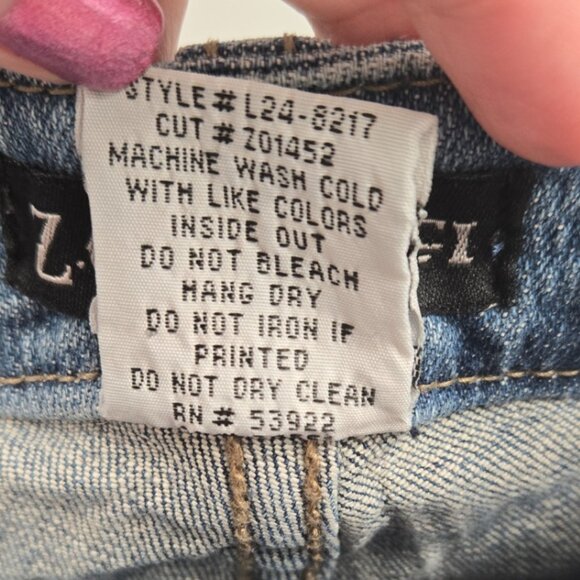 STYLE# L24-8217
CUT # Z01452
MACHINE WASH COLD
WITH LIKE COLORS
INSIDE OUT
DO NOT BLEACH
HANG DRY
DO NOT IRON IF
PRINTED
DO NOT DRY CLEAN
RN # 53922